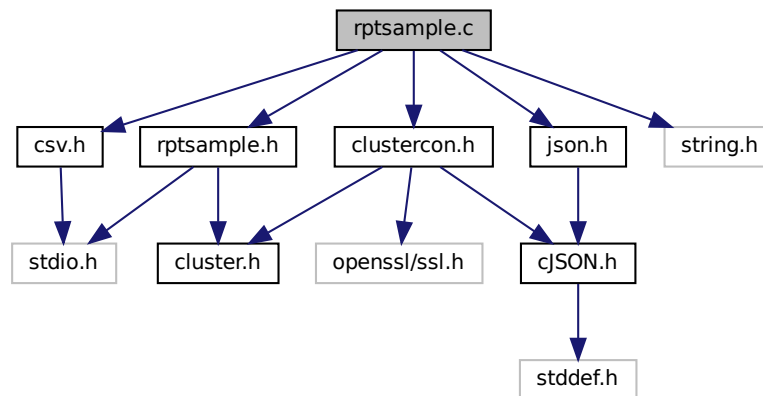 rptsample.c
csv.h
rptsample.h
clustercon.h
json.h
string.h
stdio.h
cluster.h
openssl/ssl.h
cJSON.h
stddef.h